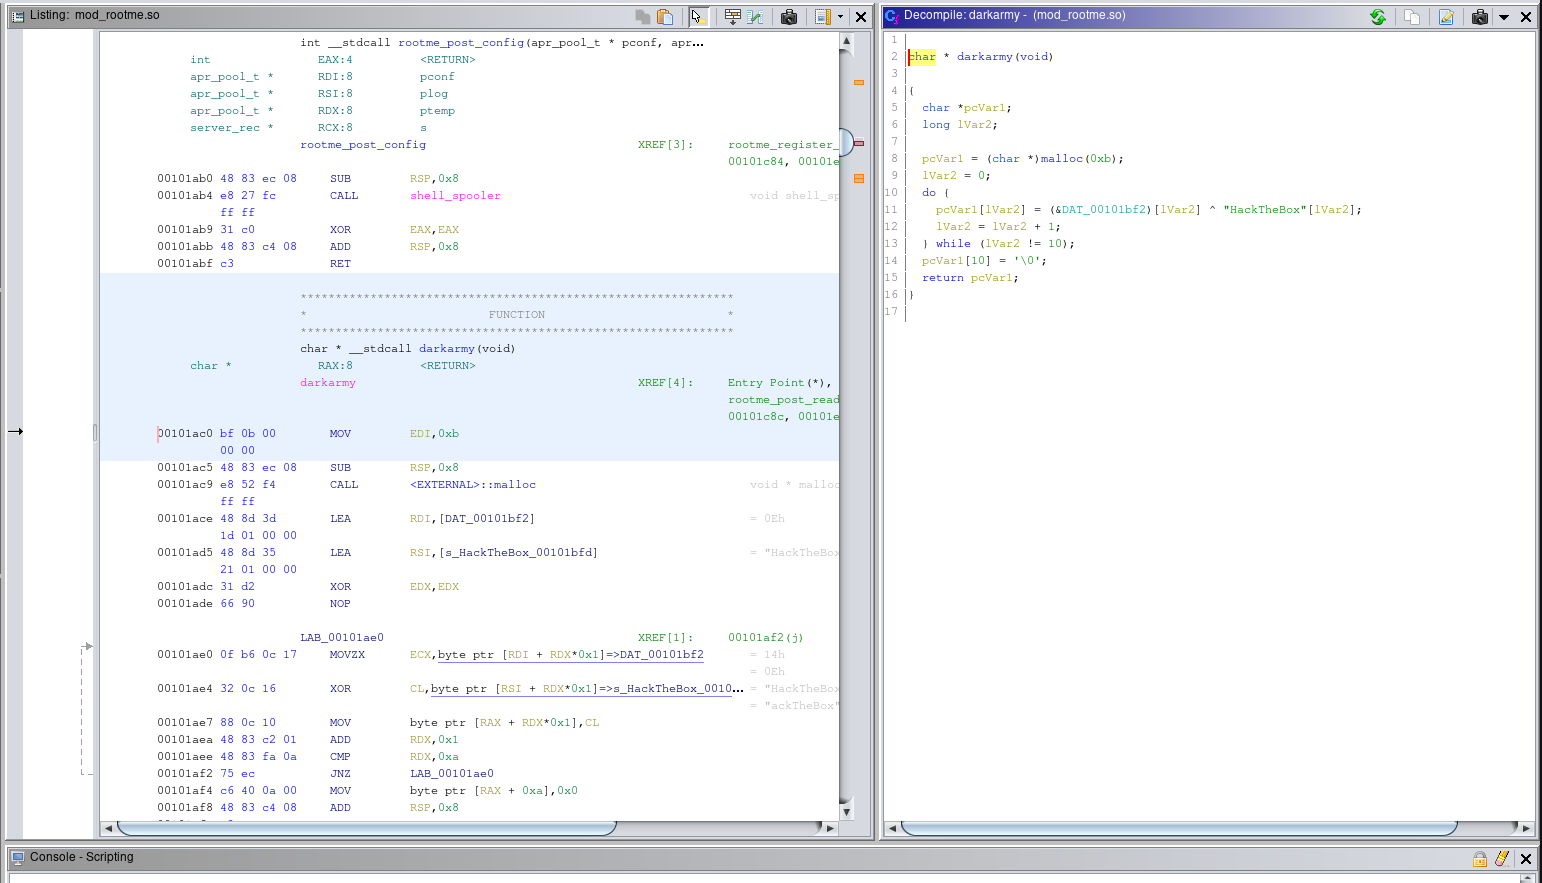 Listing: mod_rootme.so
int __stdcall rootme_post_config(apr_pool_t * pconf, apr...
int EAX:4 <RETURN>
apr_pool_t * RDI:8 pconf
apr_pool_t * RSI:8 plog
apr_pool_t * RDX:8 ptemp
server_rec * RCX:8 s
rootme_post_config XREF[3]: rootme_register_
00101c84, 00101e
00101ab0 48 83 ec 08 SUB RSP,0x8
00101ab4 e8 27 fc CALL shell_spooler void shell_sp
ff ff
00101ab9 31 c0 XOR EAX,EAX
00101abb 48 83 c4 08 ADD RSP,0x8
00101abf c3 RET
**************************************************************
* FUNCTION *
**************************************************************
char * __stdcall darkarmy(void)
char * RAX:8 <RETURN>
darkarmy XREF[4]: Entry Point(*),
rootme_post_read
00101c8c, 00101e
00101ac0 bf 0b 00 MOV EDI,0xb
00 00
00101ac5 48 83 ec 08 SUB RSP,0x8
00101ac9 e8 52 f4 CALL <EXTERNAL>::malloc void * malloc
ff ff
00101ace 48 8d 3d LEA RDI,[DAT_00101bf2] = 0Eh
1d 01 00 00
00101ad5 48 8d 35 LEA RSI,[s_HackTheBox_00101bfd] = "HackTheBox
21 01 00 00
00101adc 31 d2 XOR EDX,EDX
00101ade 66 90 NOP
LAB_00101ae0 XREF[1]: 00101af2(j)
00101ae0 0f b6 0c 17 MOVZX ECX,byte ptr [RDI + RDX*0x1]=>DAT_00101bf2 = 14h
= 0Eh
00101ae4 32 0c 16 XOR CL,byte ptr [RSI + RDX*0x1]=>s_HackTheBox_0010... = "HackTheBox
= "ackTheBox"
00101ae7 88 0c 10 MOV byte ptr [RAX + RDX*0x1],CL
00101aea 48 83 c2 01 ADD RDX,0x1
00101aee 48 83 fa 0a CMP RDX,0xa
00101af2 75 ec JNZ LAB_00101ae0
00101af4 c6 40 0a 00 MOV byte ptr [RAX + 0xa],0x0
00101af8 48 83 c4 08 ADD RSP,0x8
Decompile: darkarmy - (mod_rootme.so)
1
2 char * darkarmy(void)
3
4 {
5 char *pcVar1;
6 long lVar2;
7
8 pcVar1 = (char *)malloc(0xb);
9 lVar2 = 0;
10 do {
11 pcVar1[lVar2] = (&DAT_00101bf2)[lVar2] ^ "HackTheBox"[lVar2];
12 lVar2 = lVar2 + 1;
13 } while (lVar2 != 10);
14 pcVar1[10] = '\0';
15 return pcVar1;
16 }
17
Console - Scripting